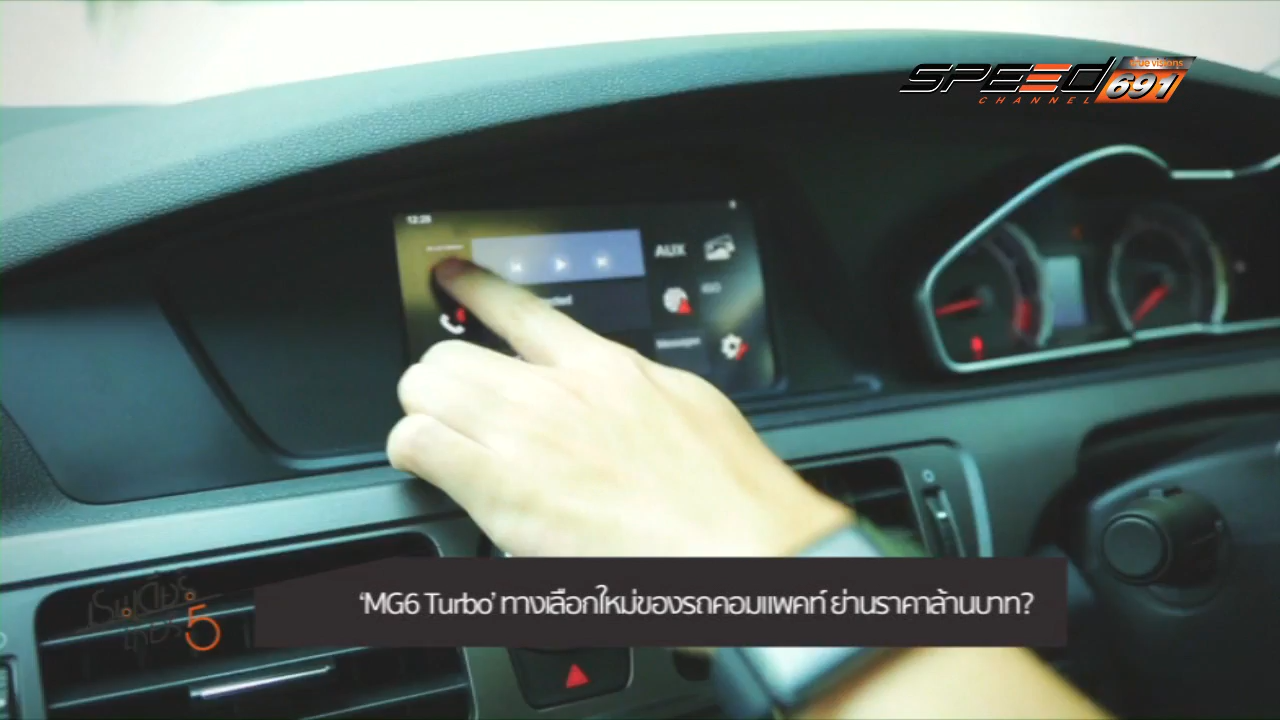 true visions
SPEED 691
CHANNEL
12:29
AUX
Messages
‘MG6 Turbo’ ทางเลือกใหม่ของรถคอมแพคท์ ย่านราคาล้านบาท?
5